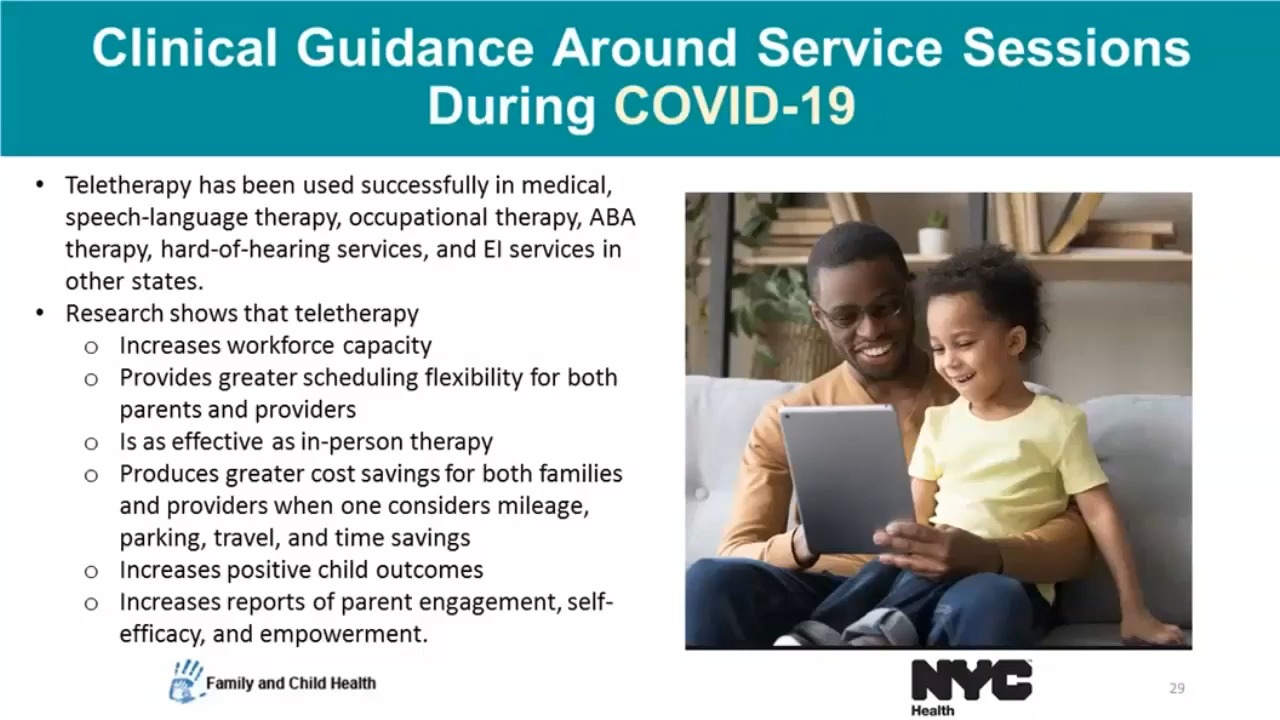 Clinical Guidance Around Service Sessions
During COVID-19
• Teletherapy has been used successfully in medical,
speech-language therapy, occupational therapy, ABA
therapy, hard-of-hearing services, and EI services in
other states.
• Research shows that teletherapy
o Increases workforce capacity
o Provides greater scheduling flexibility for both
parents and providers
o Is as effective as in-person therapy
o Produces greater cost savings for both families
and providers when one considers mileage,
parking, travel, and time savings
o Increases positive child outcomes
o Increases reports of parent engagement, self-
efficacy, and empowerment.
Family and Child Health
NYC
Health
29